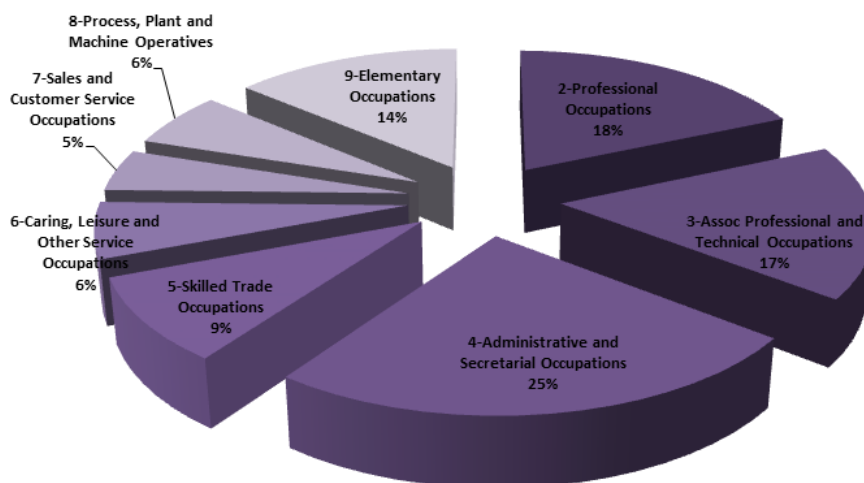 8-Process, Plant and
Machine Operatives
6%
7-Sales and
Customer Service
Occupations
5%
6-Caring, Leisure and
Other Service
Occupations
6%
5-Skilled Trade
Occupations
9%
9-Elementary
Occupations
14%
2-Professional
Occupations
18%
3-Assoc Professional and
Technical Occupations
17%
4-Administrative and
Secretarial Occupations
25%